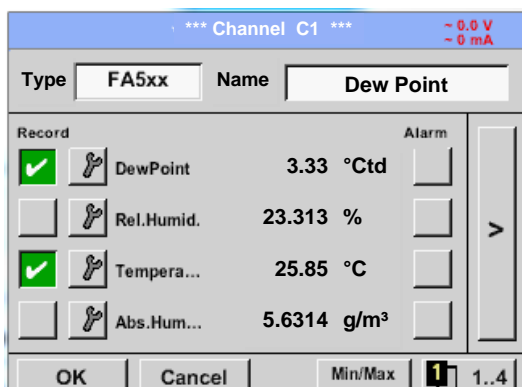 *** Channel C1 *** ~ 0.0 V
~ 0 mA
Type FA5xx Name Dew Point
Record Alarm
DewPoint 3.33 °Ctd
Rel.Humid. 23.313 %
>
Tempera... 25.85 °C
Abs.Hum... 5.6314 g/m³
OK Cancel Min/Max 1 1..4